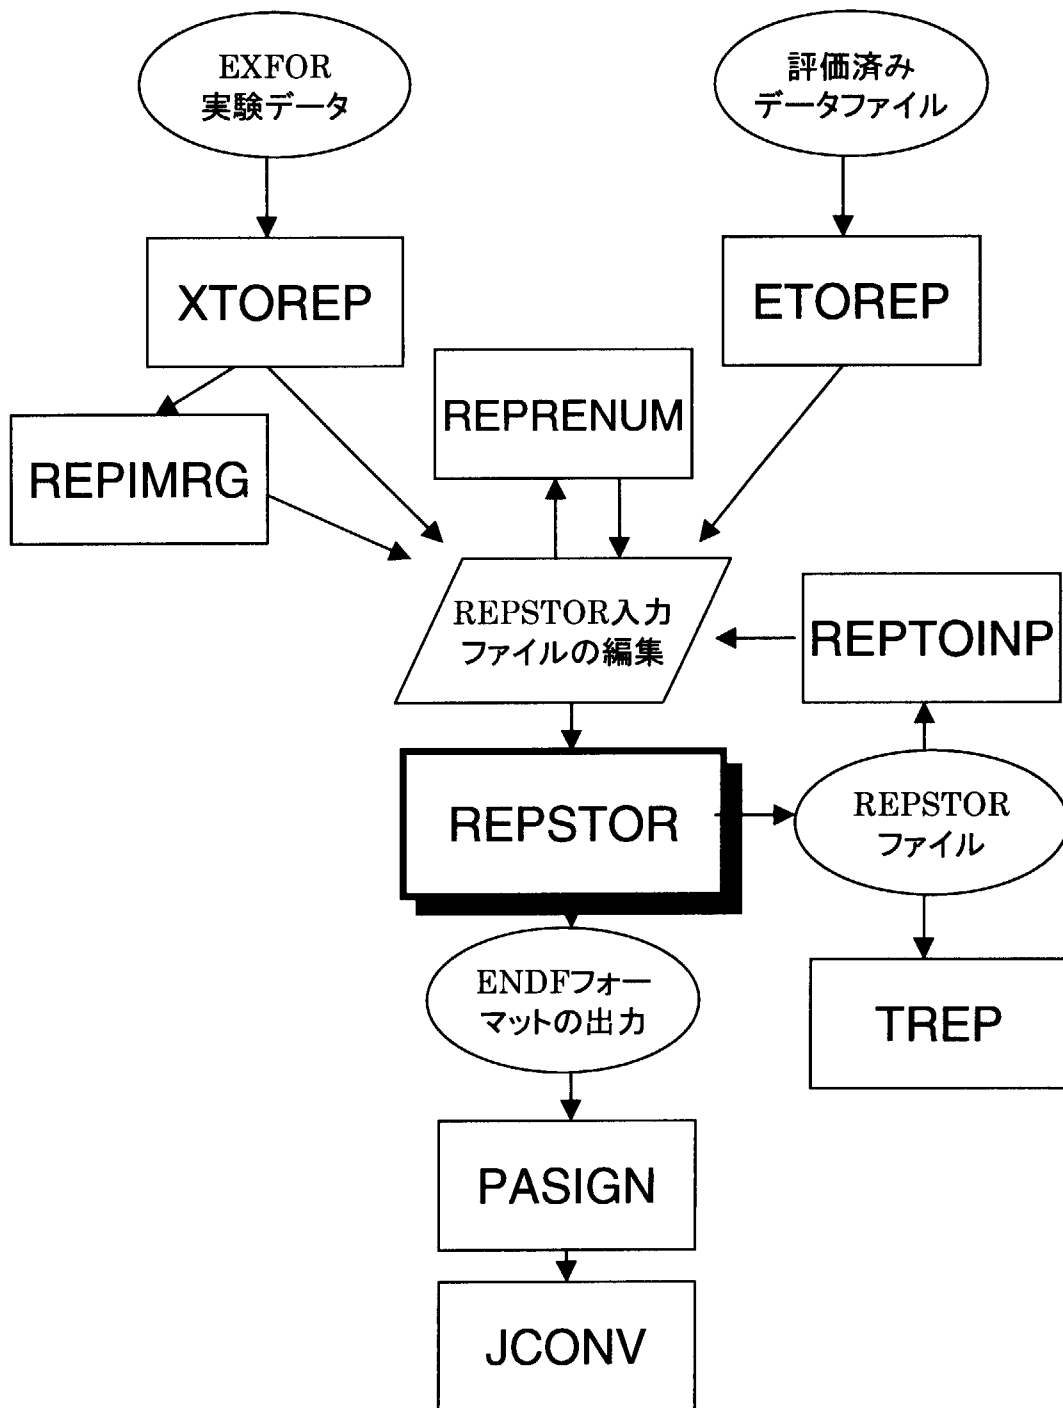 EXFOR
実験データ
評価済み
データファイル
XTOREP
ETOREP
REPRENUM
REPIMRG
REPSTOR入力
ファイルの編集
REPTOINP
REPSTOR
REPSTOR
ファイル
ENDFフォー
マットの出力
TREP
PASIGN
JCONV